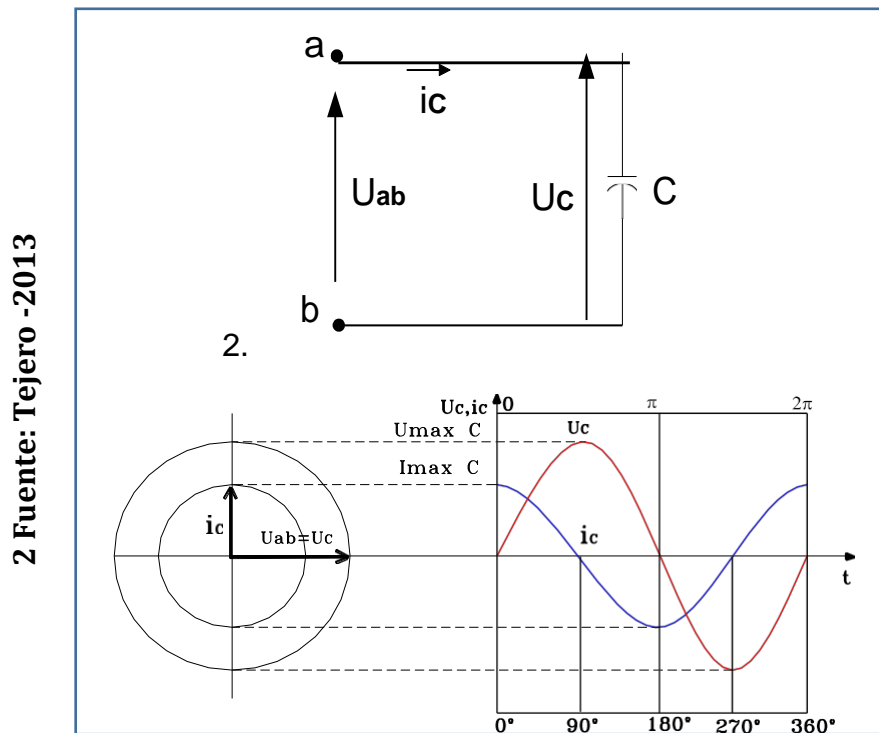 2 Fuente: Tejero -2013
a
ic
Uab
Uc
C
b
2.
Uc,ic 0 π 2π
Umax C
Uc
Imax C
ic
Uab=Uc
ic
t
0° 90° 180° 270° 360°